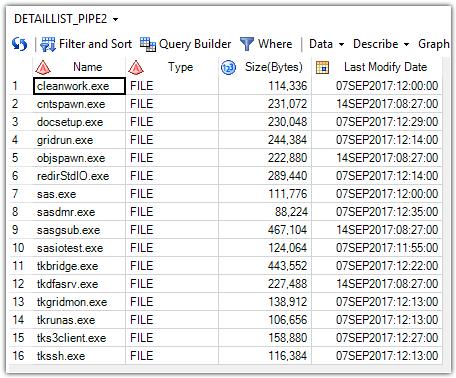 DETAILLIST_PIPE2
Filter and Sort Query Builder Where Data Describe Graph
Name Type Size(Bytes) Last Modify Date
1 cleanwork.exe FILE 114,336 07SEP2017:12:00:00
2 cntspawn.exe FILE 231,072 14SEP2017:08:27:00
3 docsetup.exe FILE 230,048 07SEP2017:12:29:00
4 gridrun.exe FILE 244,384 07SEP2017:12:14:00
5 objspawn.exe FILE 222,880 14SEP2017:08:27:00
6 redirStdIO.exe FILE 289,440 07SEP2017:12:14:00
7 sas.exe FILE 111,776 07SEP2017:12:00:00
8 sasdmr.exe FILE 88,224 07SEP2017:12:35:00
9 sasgsub.exe FILE 467,104 14SEP2017:08:27:00
10 sasiotest.exe FILE 124,064 07SEP2017:11:55:00
11 tkbridge.exe FILE 443,552 07SEP2017:12:22:00
12 tkdfasrv.exe FILE 227,488 14SEP2017:08:27:00
13 tkgridmon.exe FILE 138,912 07SEP2017:12:13:00
14 tkrunas.exe FILE 106,656 07SEP2017:12:13:00
15 tks3client.exe FILE 158,880 07SEP2017:12:27:00
16 tkssh.exe FILE 116,384 07SEP2017:12:13:00